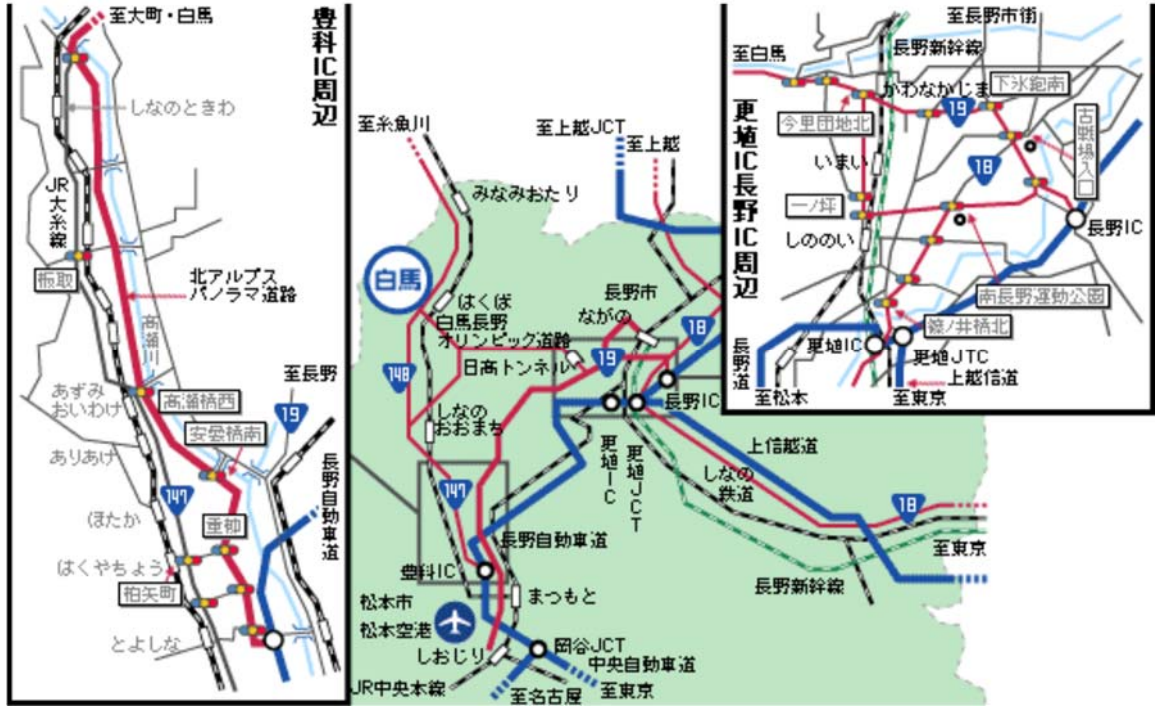 至大町・白馬
しなのときわ
JR大糸線
振取
北アルプス
パノラマ道路
高瀬川
至長野
あずみ
おいわけ
高瀬橋西
安曇橋南
19
ありあけ
147
長野自動車道
ほたか
重柳
はくやちょう
柏矢町
とよしな
豊科IC周辺
至糸魚川
みなみおたり
至上越JCT
至上越
白馬
はくば
白馬長野
オリンピック道路
日高トンネル
長野市
ながの
18
19
148
しなの
おおまち
長野IC
更埴IC
更埴JCT
上信越道
しなの
鉄道
147
18
長野自動車道
至東京
豊科IC
長野新幹線
まつもと
松本市
松本空港
しおじり
岡谷JCT
中央自動車道
JR中央本線
至名古屋
至東京
更埴IC長野IC周辺
至長野市街
長野新幹線
至白馬
かわなかじま
下氷鉋南
19
今里団地北
古戦場入口
いまい
18
一ノ坪
しののい
長野IC
南長野運動公園
篠ノ井橋北
更埴IC
更埴JTC
長野道
上越信道
至松本
至東京